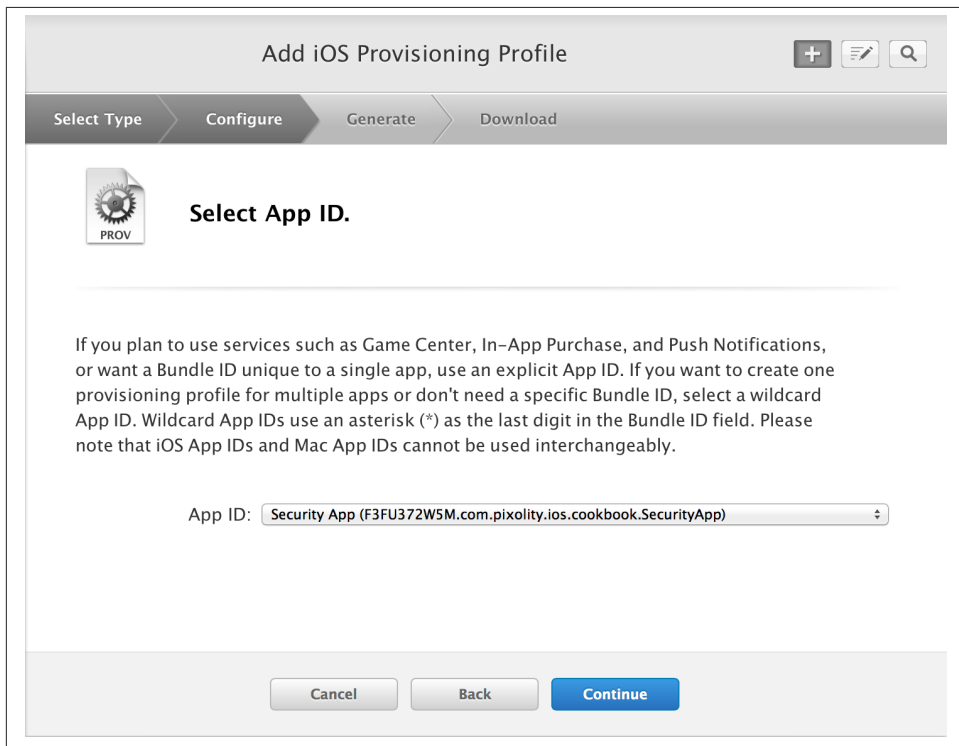 Add iOS Provisioning Profile
Select Type
Configure
Generate
Download
PROV
Select App ID.
If you plan to use services such as Game Center, In-App Purchase, and Push Notifications,
or want a Bundle ID unique to a single app, use an explicit App ID. If you want to create one
provisioning profile for multiple apps or don't need a specific Bundle ID, select a wildcard
App ID. Wildcard App IDs use an asterisk (*) as the last digit in the Bundle ID field. Please
note that iOS App IDs and Mac App IDs cannot be used interchangeably.
App ID: Security App (F3FU372W5M.com.pixolity.ios.cookbook.SecurityApp)
Cancel
Back
Continue